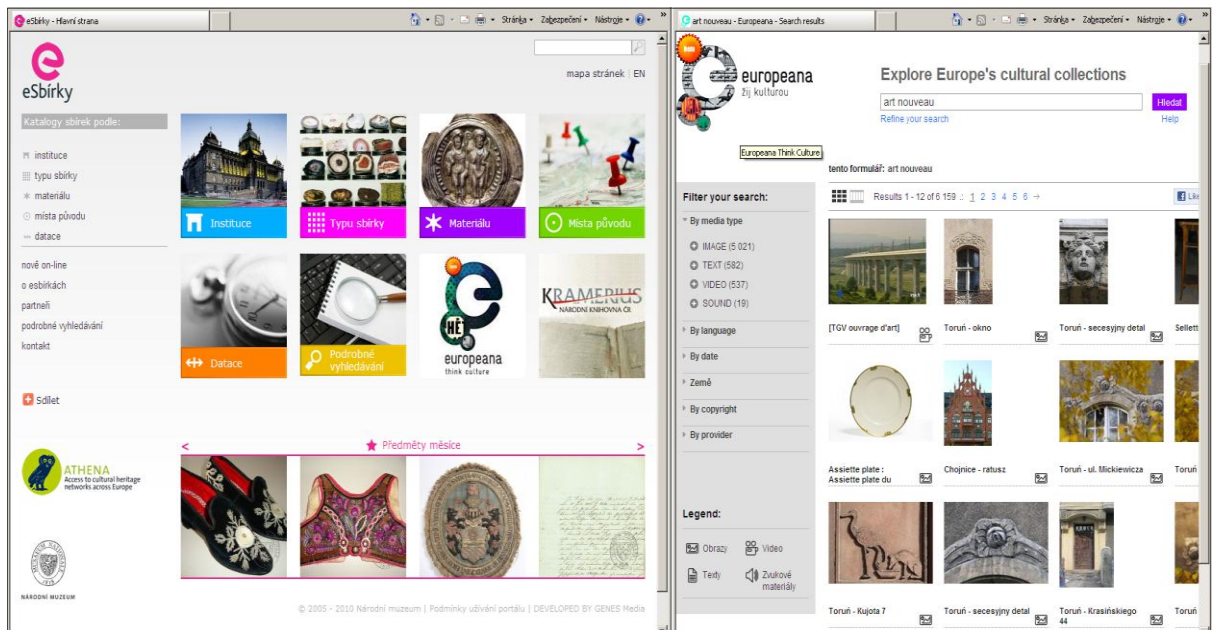 eSbírky - Hlavní strana
Stránka
Zabezpečení
Nástroje
»
eSbírky
mapa stránek | EN
Katalogy sbírek podle:
instituce
typu sbírky
materiálu
místa původu
datace
nově on-line
o esbírkách
partneři
podrobné vyhledávání
kontakt
Sdílet
Instituce
Typu sbírky
Materiálu
Místa původu
Datace
Podrobné
vyhledávání
HÉT
europeana
think culture
KRAMERIUS
NÁRODNÍ KNIHOVNA ČR
< Předměty měsíce >
ATHENA
Access to cultural heritage
networks across Europe
NÁRODNÍ MUZEUM
© 2005 - 2010 Národní muzeum | Podmínky užívání portálu | DEVELOPED BY GENES Media
art nouveau - Europeana - Search results
Stránka
Zabezpečení
Nástroje
»
europeana
žij kulturou
Europeana Think Culture
Explore Europe's cultural collections
art nouveau
Hledat
Refine your search
Help
tento formulář: art nouveau
Filter your search:
By media type
IMAGE (5 021)
TEXT (582)
VIDEO (537)
SOUND (19)
By language
By date
Země
By copyright
By provider
Legend:
Obrazy
Video
Texty
Zvukové
materiály
Results 1 - 12 of 6 159 .: 1 2 3 4 5 6 →
Like
[TGV ouvrage d'art]
Toruń - okno
Toruń - secesyjny detal
Sellett
Assiette plate :
Assiette plate du
Chojnice - ratusz
Toruń - ul. Mickiewicza
Toruń
Toruń - Kujota 7
Toruń - secesyjny detal
Toruń - Krasińskiego
44
Toruń